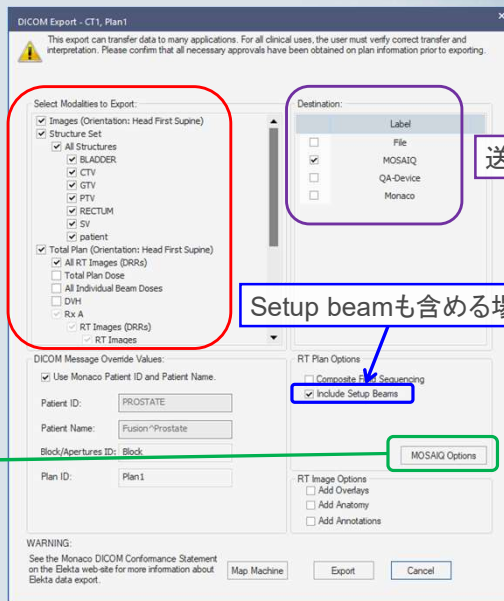 DICOM Export - CT1, Plan1
This export can transfer data to many applications. For all clinical uses, the user must verify correct transfer and
interpretation. Please confirm that all necessary approvals have been obtained on plan information prior to exporting.
Select Modalities to Export:
Images (Orientation: Head First Supine)
Structure Set
All Structures
BLADDER
CTV
GTV
PTV
RECTUM
SV
patient
Total Plan (Orientation: Head First Supine)
All RT Images (DRRs)
Total Plan Dose
All Individual Beam Doses
DVH
Rx A
RT Images (DRRs)
RT Images
Destination:
Label
File
MOSAIQ
QA-Device
Monaco
送
Setup beamも含める場
DICOM Message Override Values:
Use Monaco Patient ID and Patient Name.
Patient ID: PROSTATE
Patient Name: Fusion^Prostate
Block/Apertures ID: Block
Plan ID: Plan1
RT Plan Options
Composite Field Sequencing
Include Setup Beams
MOSAIQ Options
RT Image Options
Add Overlays
Add Anatomy
Add Annotations
WARNING:
See the Monaco DICOM Conformance Statement
on the Elekta web-site for more information about
Elekta data export.
Map Machine
Export
Cancel